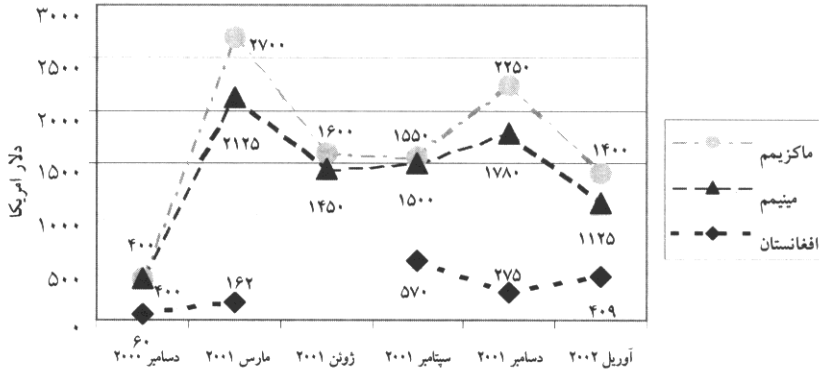 دلار امریکا
۳۰۰۰
۲۵۰۰
۲۰۰۰
۱۵۰۰
۱۰۰۰
۵۰۰
۰
۲۷۰۰
۲۱۲۵
۱۶۰۰
۱۴۵۰
۱۵۵۰
۱۵۰۰
۲۲۵۰
۱۷۸۰
۱۴۰۰
۱۱۲۵
۴۰۰
۴۰۰
۶۰
۱۶۲
۵۷۰
۲۷۵
۴۰۹
دسامبر ۲۰۰۰
مارس ۲۰۰۱
ژوئن ۲۰۰۱
سپتامبر ۲۰۰۱
دسامبر ۲۰۰۱
آوریل ۲۰۰۲
ماکزیمم
مینیمم
افغانستان